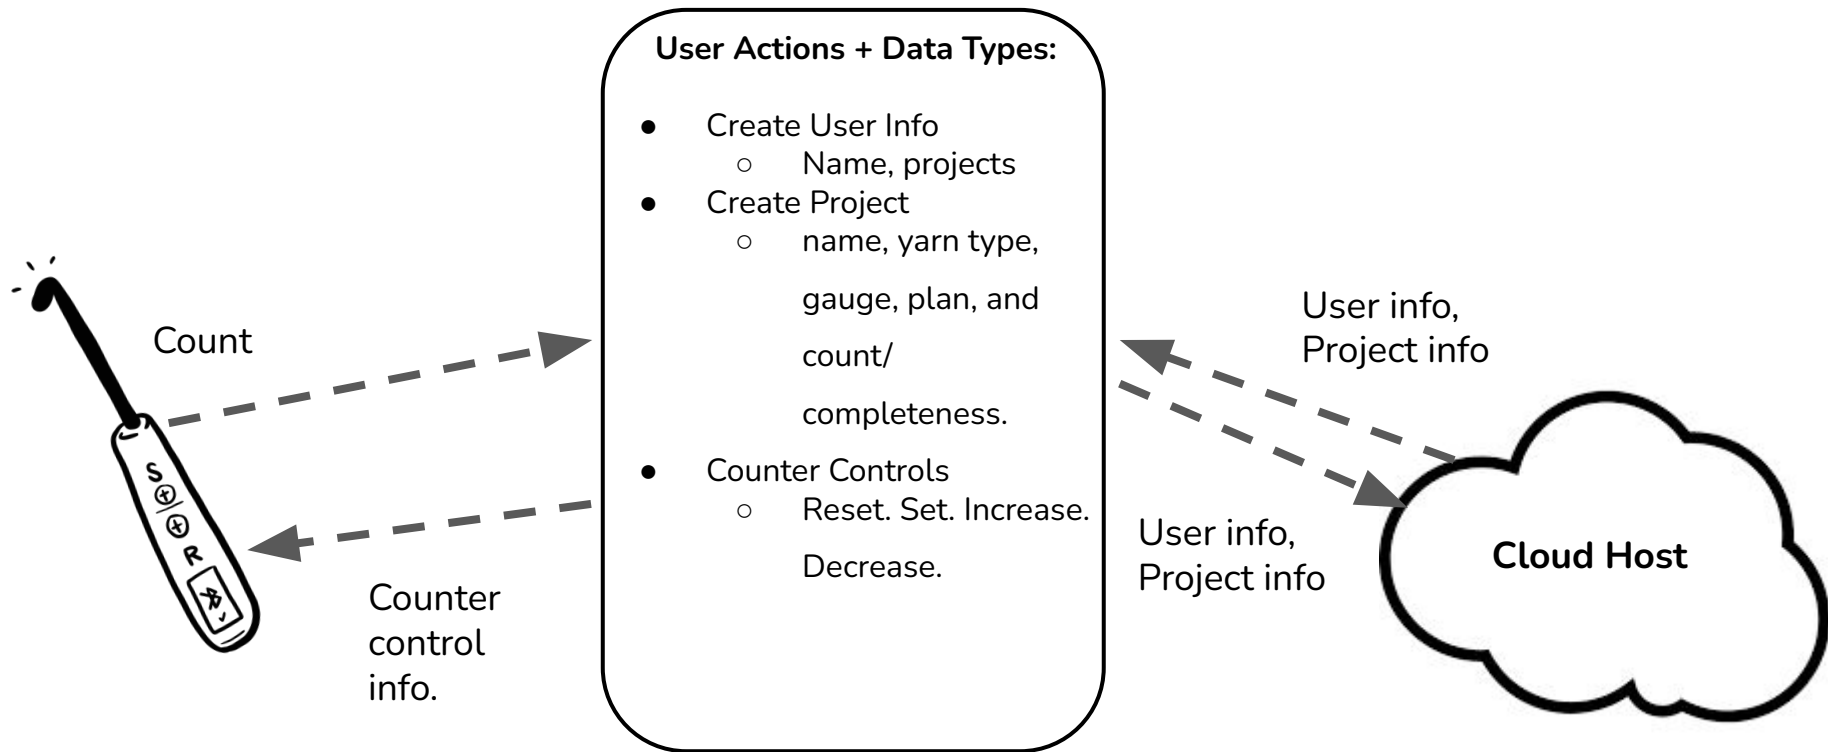 User Actions + Data Types:
● Create User Info
○ Name, projects
● Create Project
○ name, yarn type,
gauge, plan, and
count/
completeness.
● Counter Controls
○ Reset. Set. Increase.
Decrease.
Count
Counter
control
info.
S
R
User info,
Project info
User info,
Project info
Cloud Host